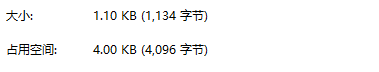 大小: 1.10 KB (1,134 字节)
占用空间: 4.00 KB (4,096 字节)